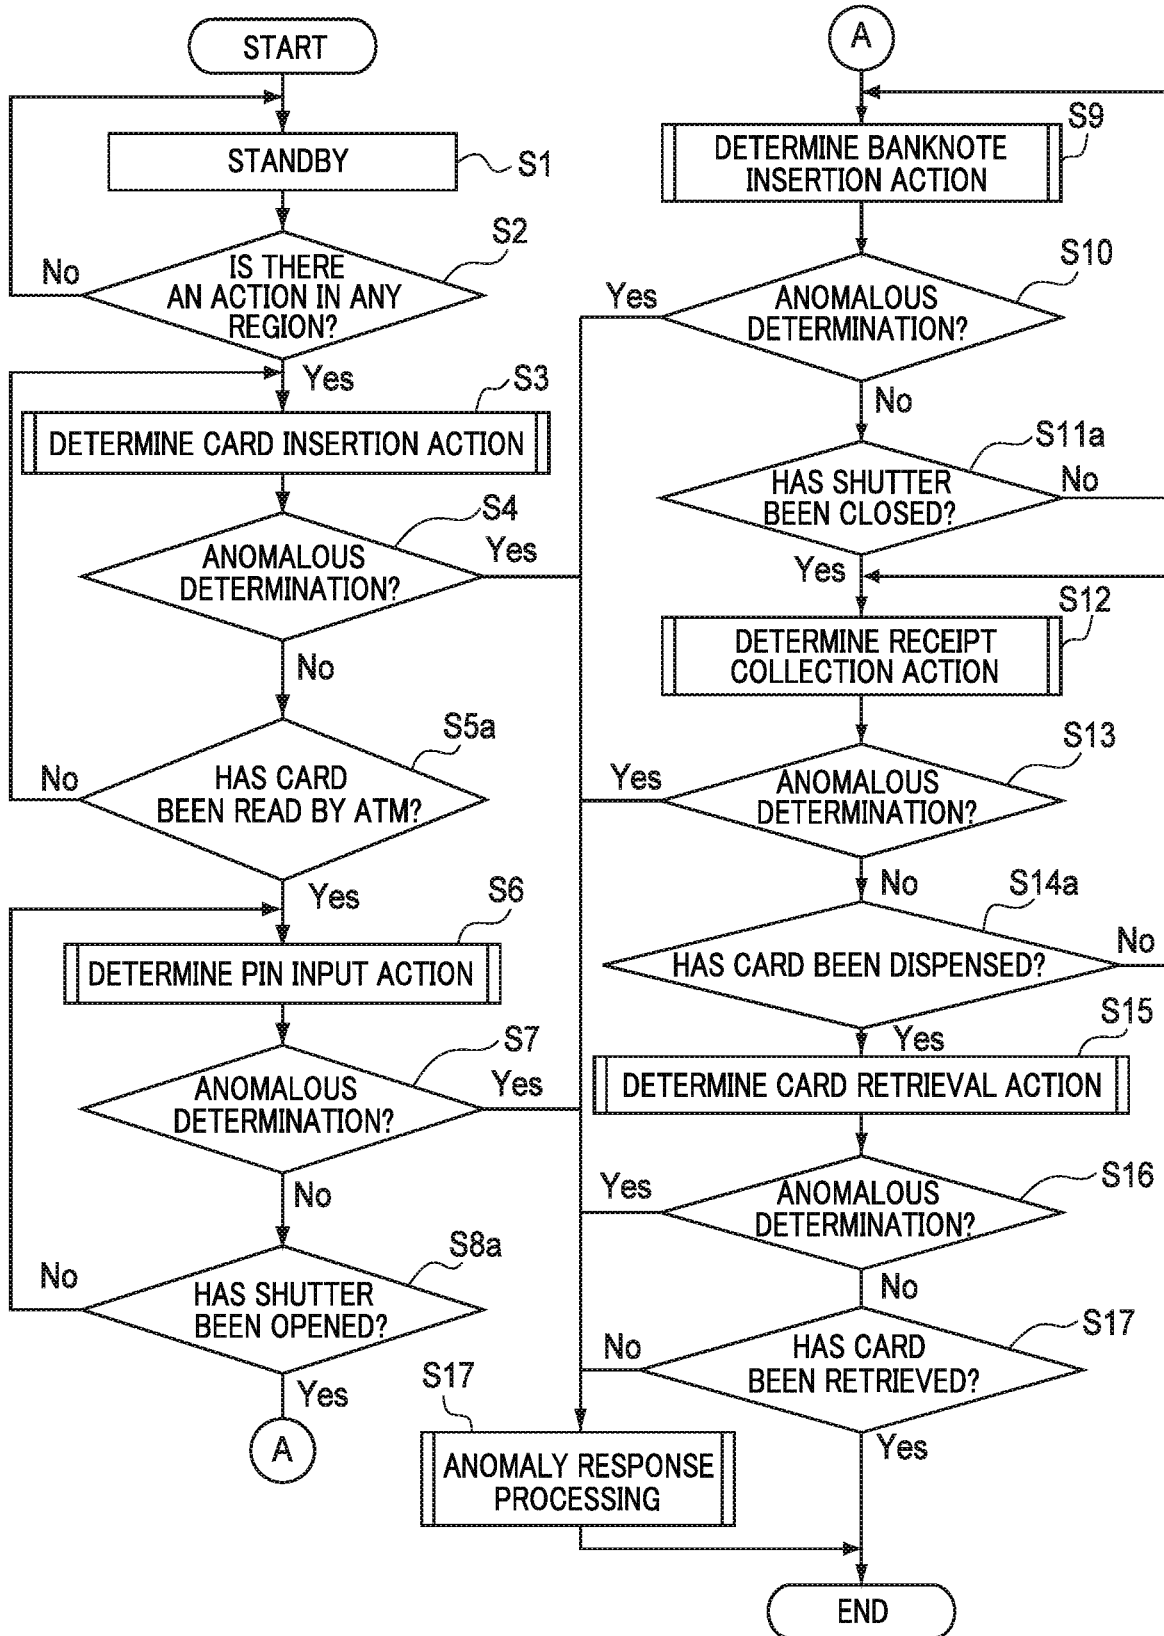 START
STANDBY
S1
S2
IS THERE
AN ACTION IN ANY
REGION?
No
Yes
S3
DETERMINE CARD INSERTION ACTION
S4
ANOMALOUS
DETERMINATION?
Yes
No
S5a
HAS CARD
BEEN READ BY ATM?
No
Yes
S6
DETERMINE PIN INPUT ACTION
S7
ANOMALOUS
DETERMINATION?
Yes
No
S8a
HAS SHUTTER
BEEN OPENED?
No
Yes
A
A
S9
DETERMINE BANKNOTE
INSERTION ACTION
S10
ANOMALOUS
DETERMINATION?
Yes
No
S11a
HAS SHUTTER
BEEN CLOSED?
No
Yes
S12
DETERMINE RECEIPT
COLLECTION ACTION
S13
ANOMALOUS
DETERMINATION?
Yes
No
S14a
HAS CARD BEEN DISPENSED?
No
Yes
S15
DETERMINE CARD RETRIEVAL ACTION
S16
ANOMALOUS
DETERMINATION?
Yes
No
S17
HAS CARD
BEEN RETRIEVED?
No
Yes
S17
ANOMALY RESPONSE
PROCESSING
END